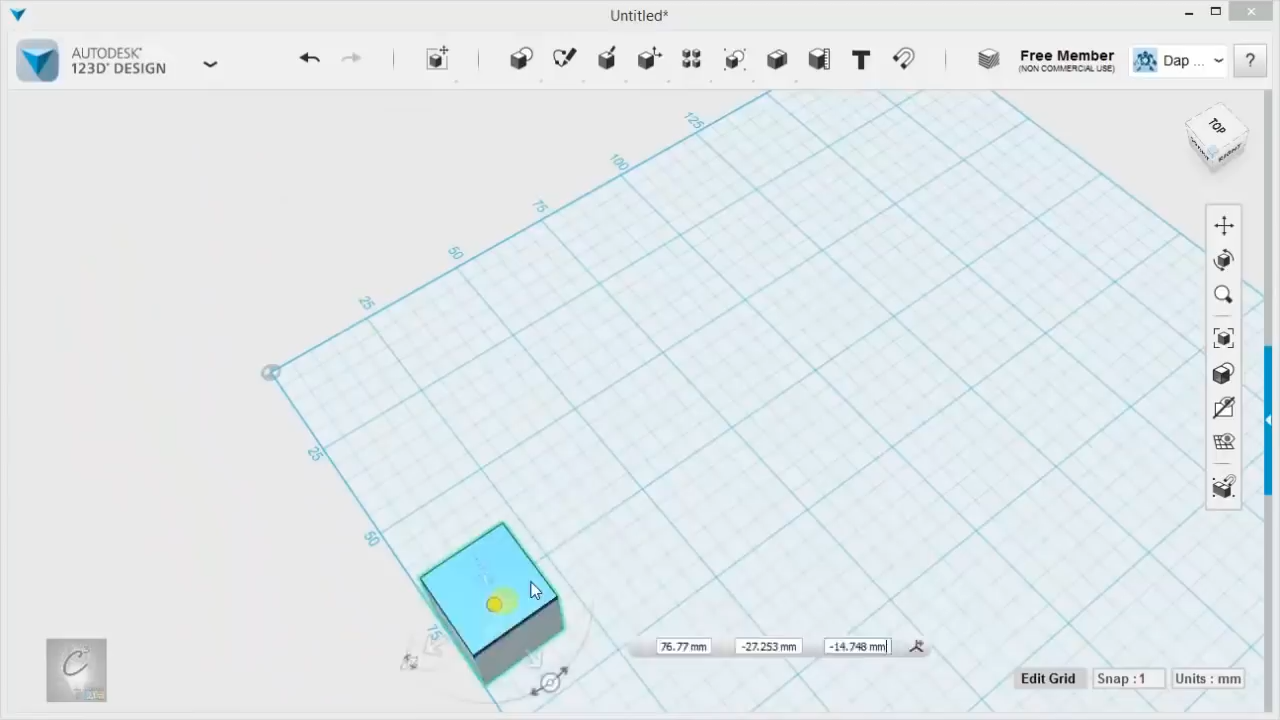 Untitled*
AUTODESK®
123D® DESIGN
T
Free Member
(NON COMMERCIAL USE)
Dap ...
?
TOP
RIGHT
125
100
75
50
25
25
50
75
76.77 mm
-27.253 mm
-14.748 mm
Edit Grid
Snap : 1
Units : mm